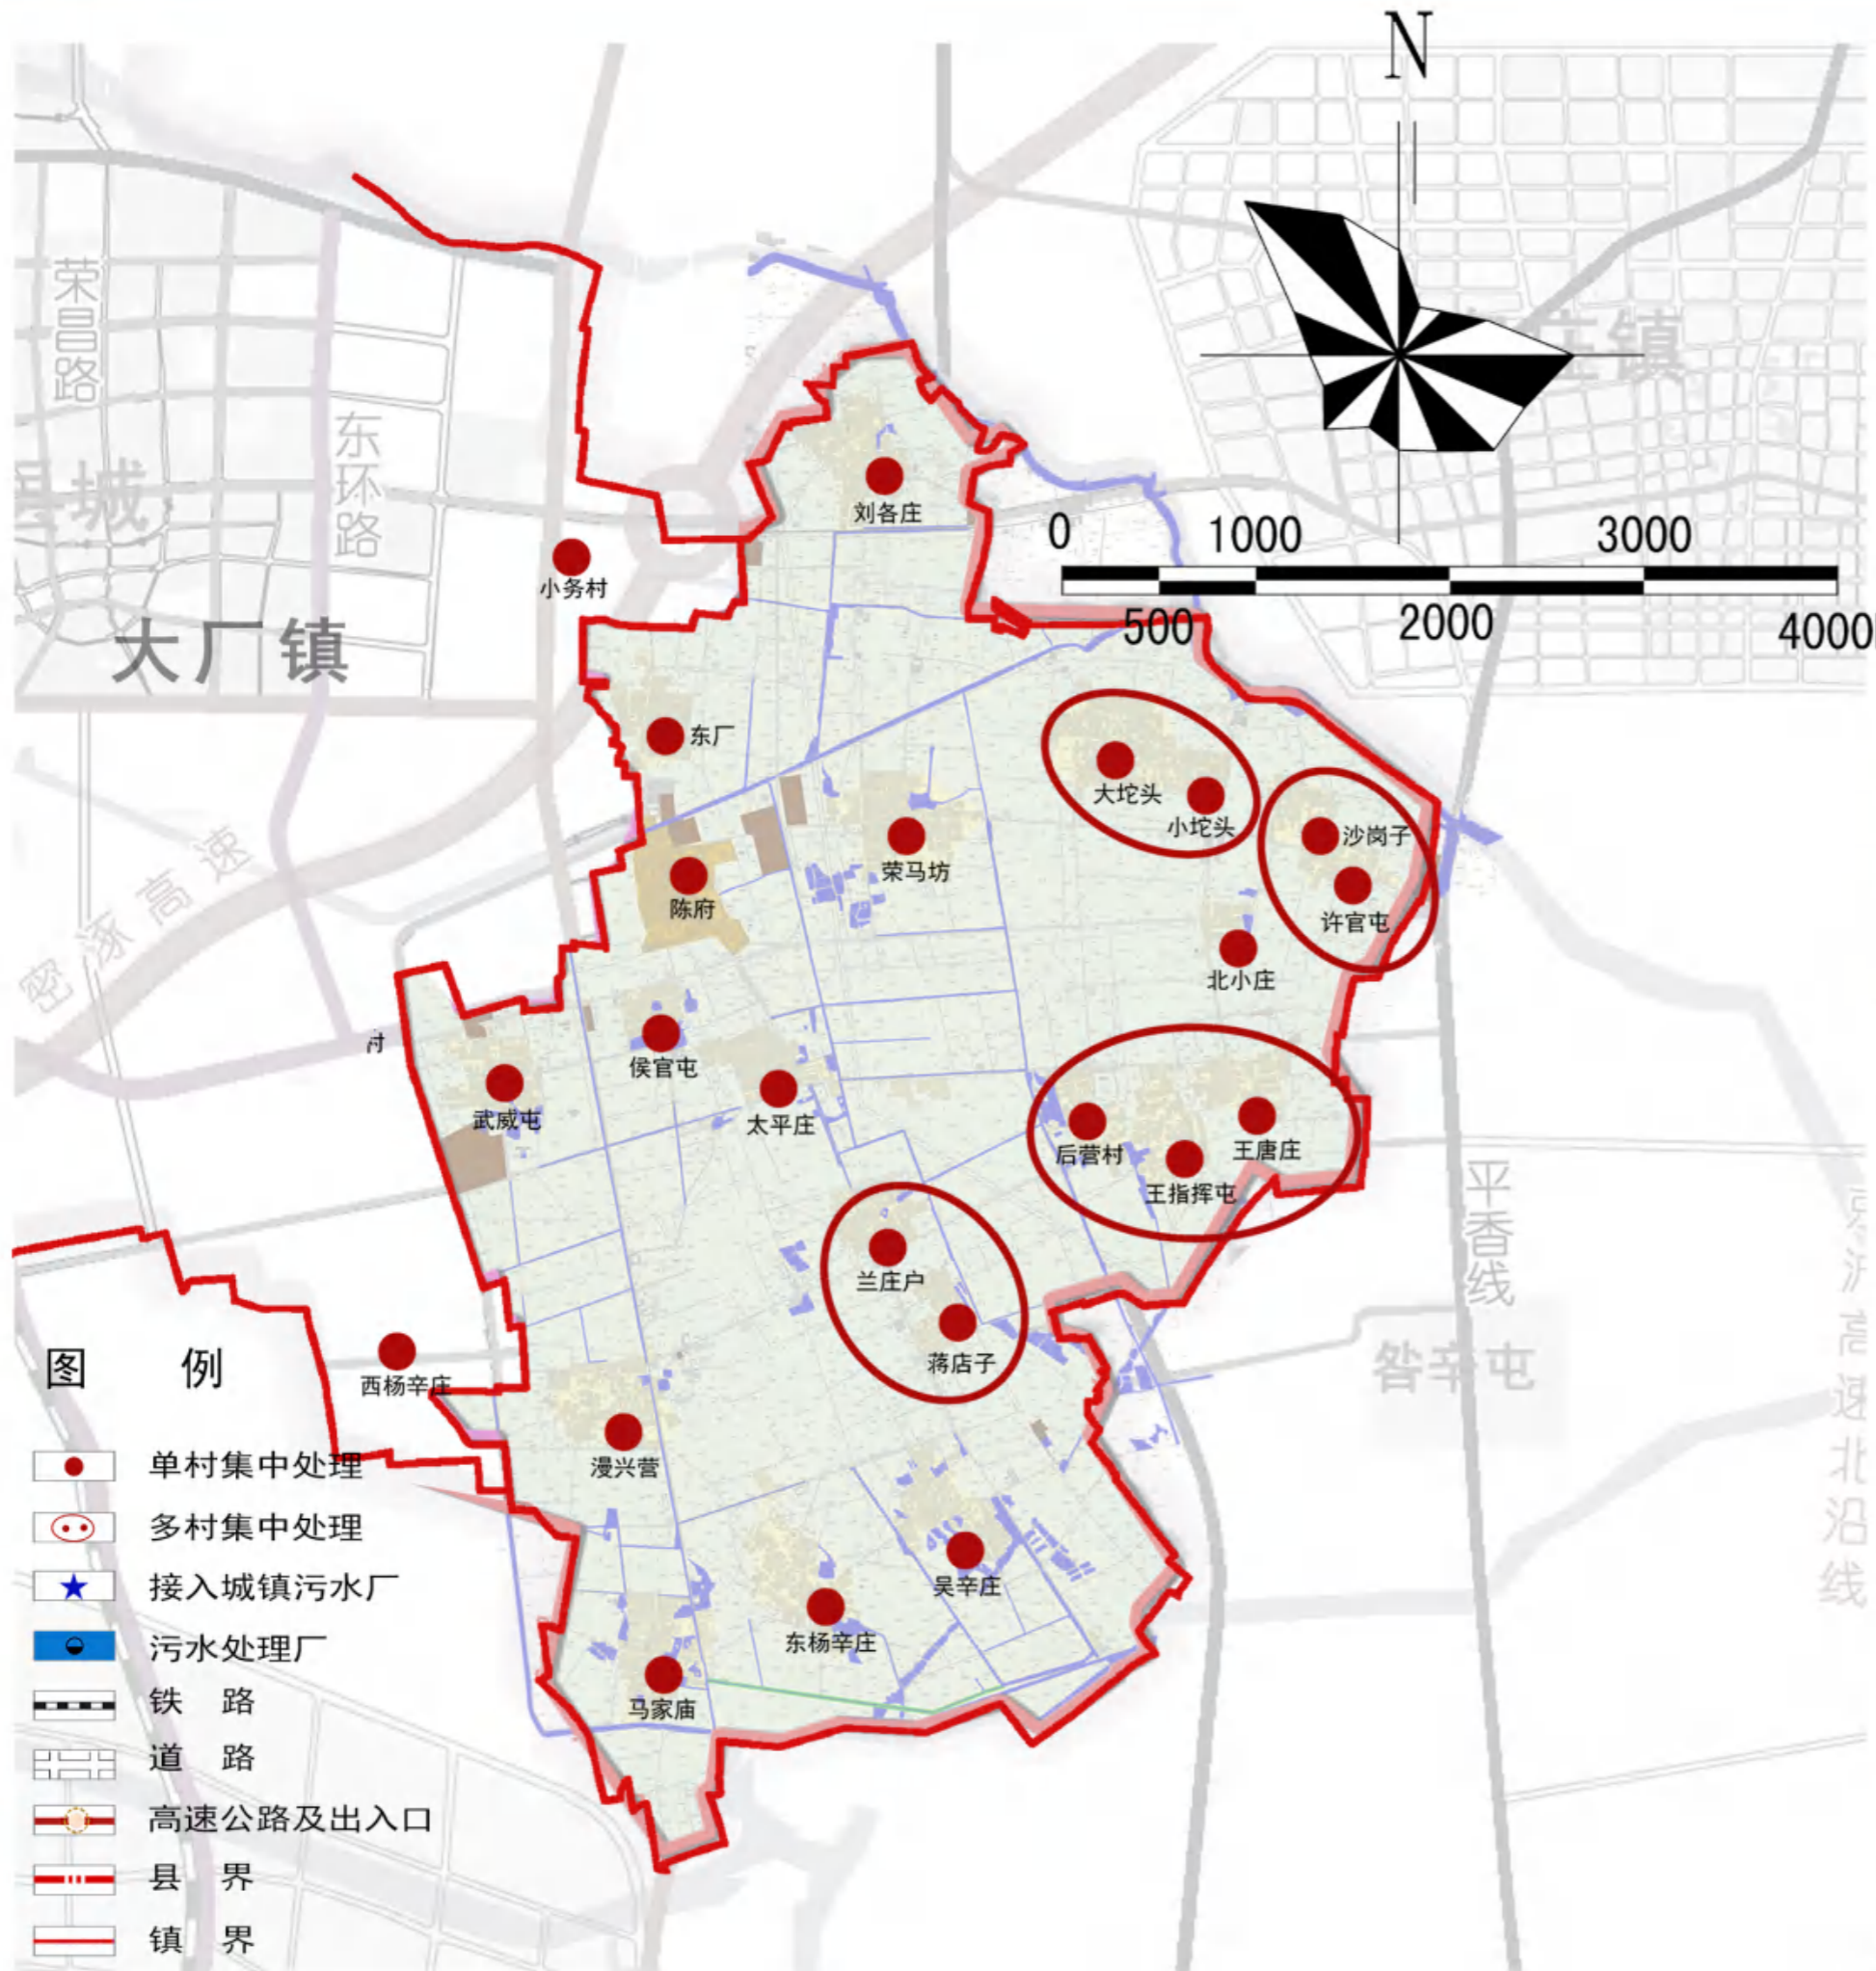 N
荣昌路
东环路
大厂镇
庄镇
0 1000 3000
500 2000 4000
刘各庄
小务村
东厂
大坨头
小坨头
沙岗子
许官屯
荣马坊
陈府
北小庄
密涿高速
村
侯官屯
武威屯
太平庄
后营村
王指挥屯
王唐庄
平香线
兰庄户
蒋店子
西杨辛庄
漫兴营
昝辛屯
京沪高速北沿线
吴辛庄
东杨辛庄
马家庙
图 例
单村集中处理
多村集中处理
接入城镇污水厂
污水处理厂
铁 路
道 路
高速公路及出入口
县 界
镇 界